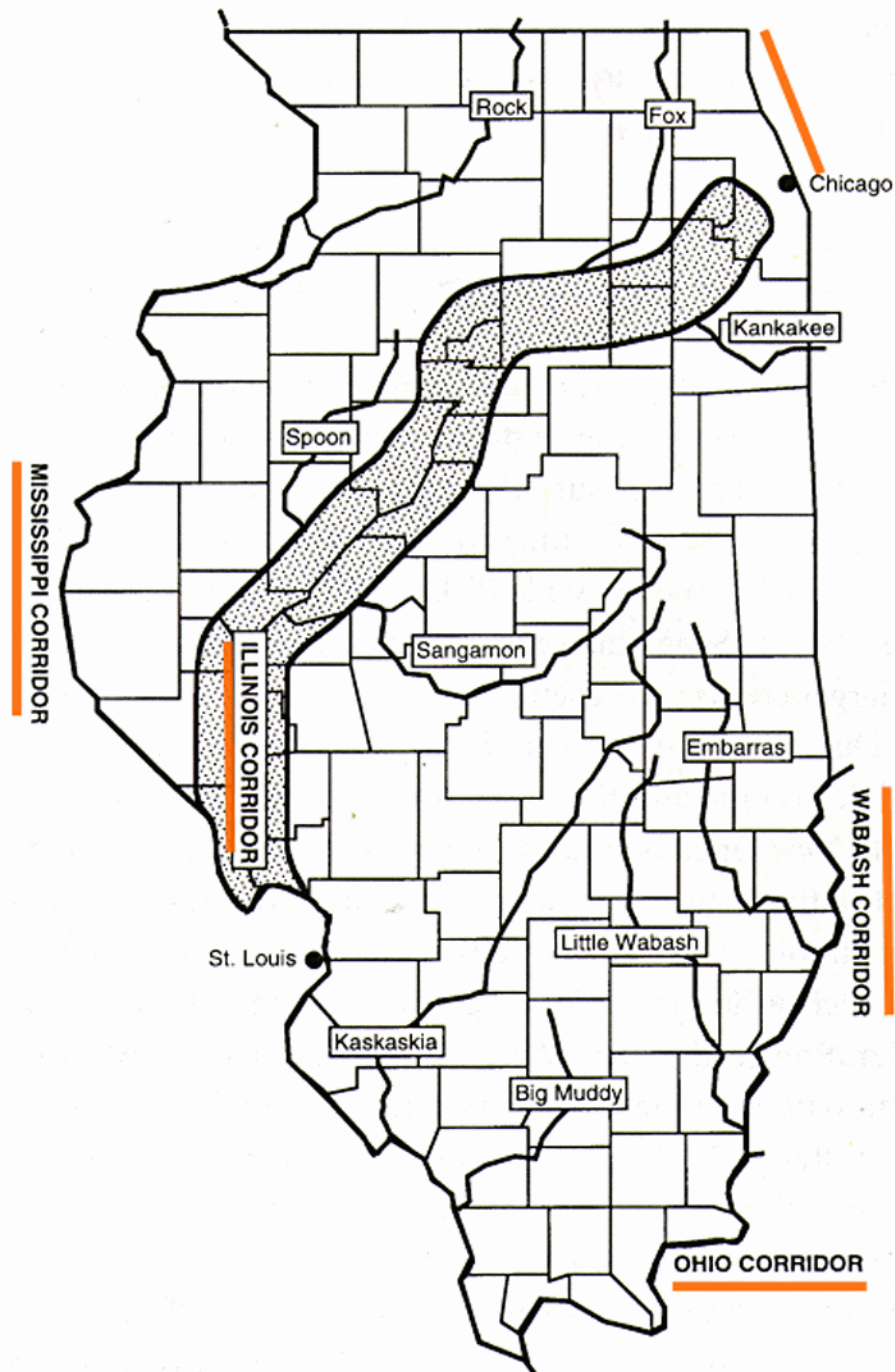 Rock
Fox
Chicago
Kankakee
Spoon
MISSISSIPPI CORRIDOR
ILLINOIS CORRIDOR
Sangamon
Embarras
WABASH CORRIDOR
Little Wabash
St. Louis
Kaskaskia
Big Muddy
OHIO CORRIDOR